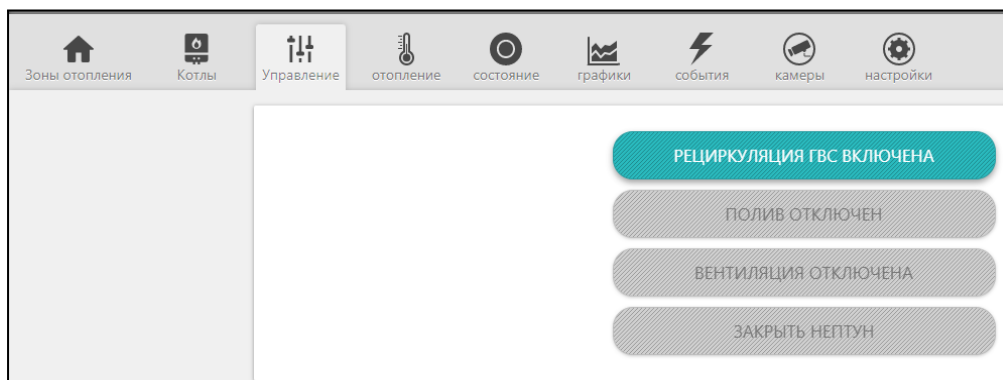 Зоны отопления
Котлы
Управление
отопление
состояние
графики
события
камеры
настройки
РЕЦИРКУЛЯЦИЯ ГВС ВКЛЮЧЕНА
ПОЛИВ ОТКЛЮЧЕН
ВЕНТИЛЯЦИЯ ОТКЛЮЧЕНА
ЗАКРЫТЬ НЕПТУН